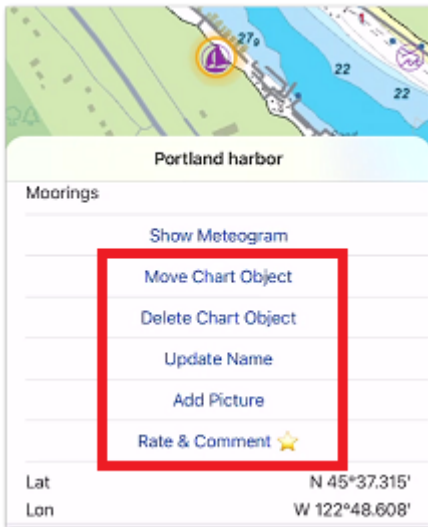 27₉
22
22
Portland harbor
Moorings
Show Meteogram
Move Chart Object
Delete Chart Object
Update Name
Add Picture
Rate & Comment ⭐
Lat N 45°37.315'
Lon W 122°48.608'